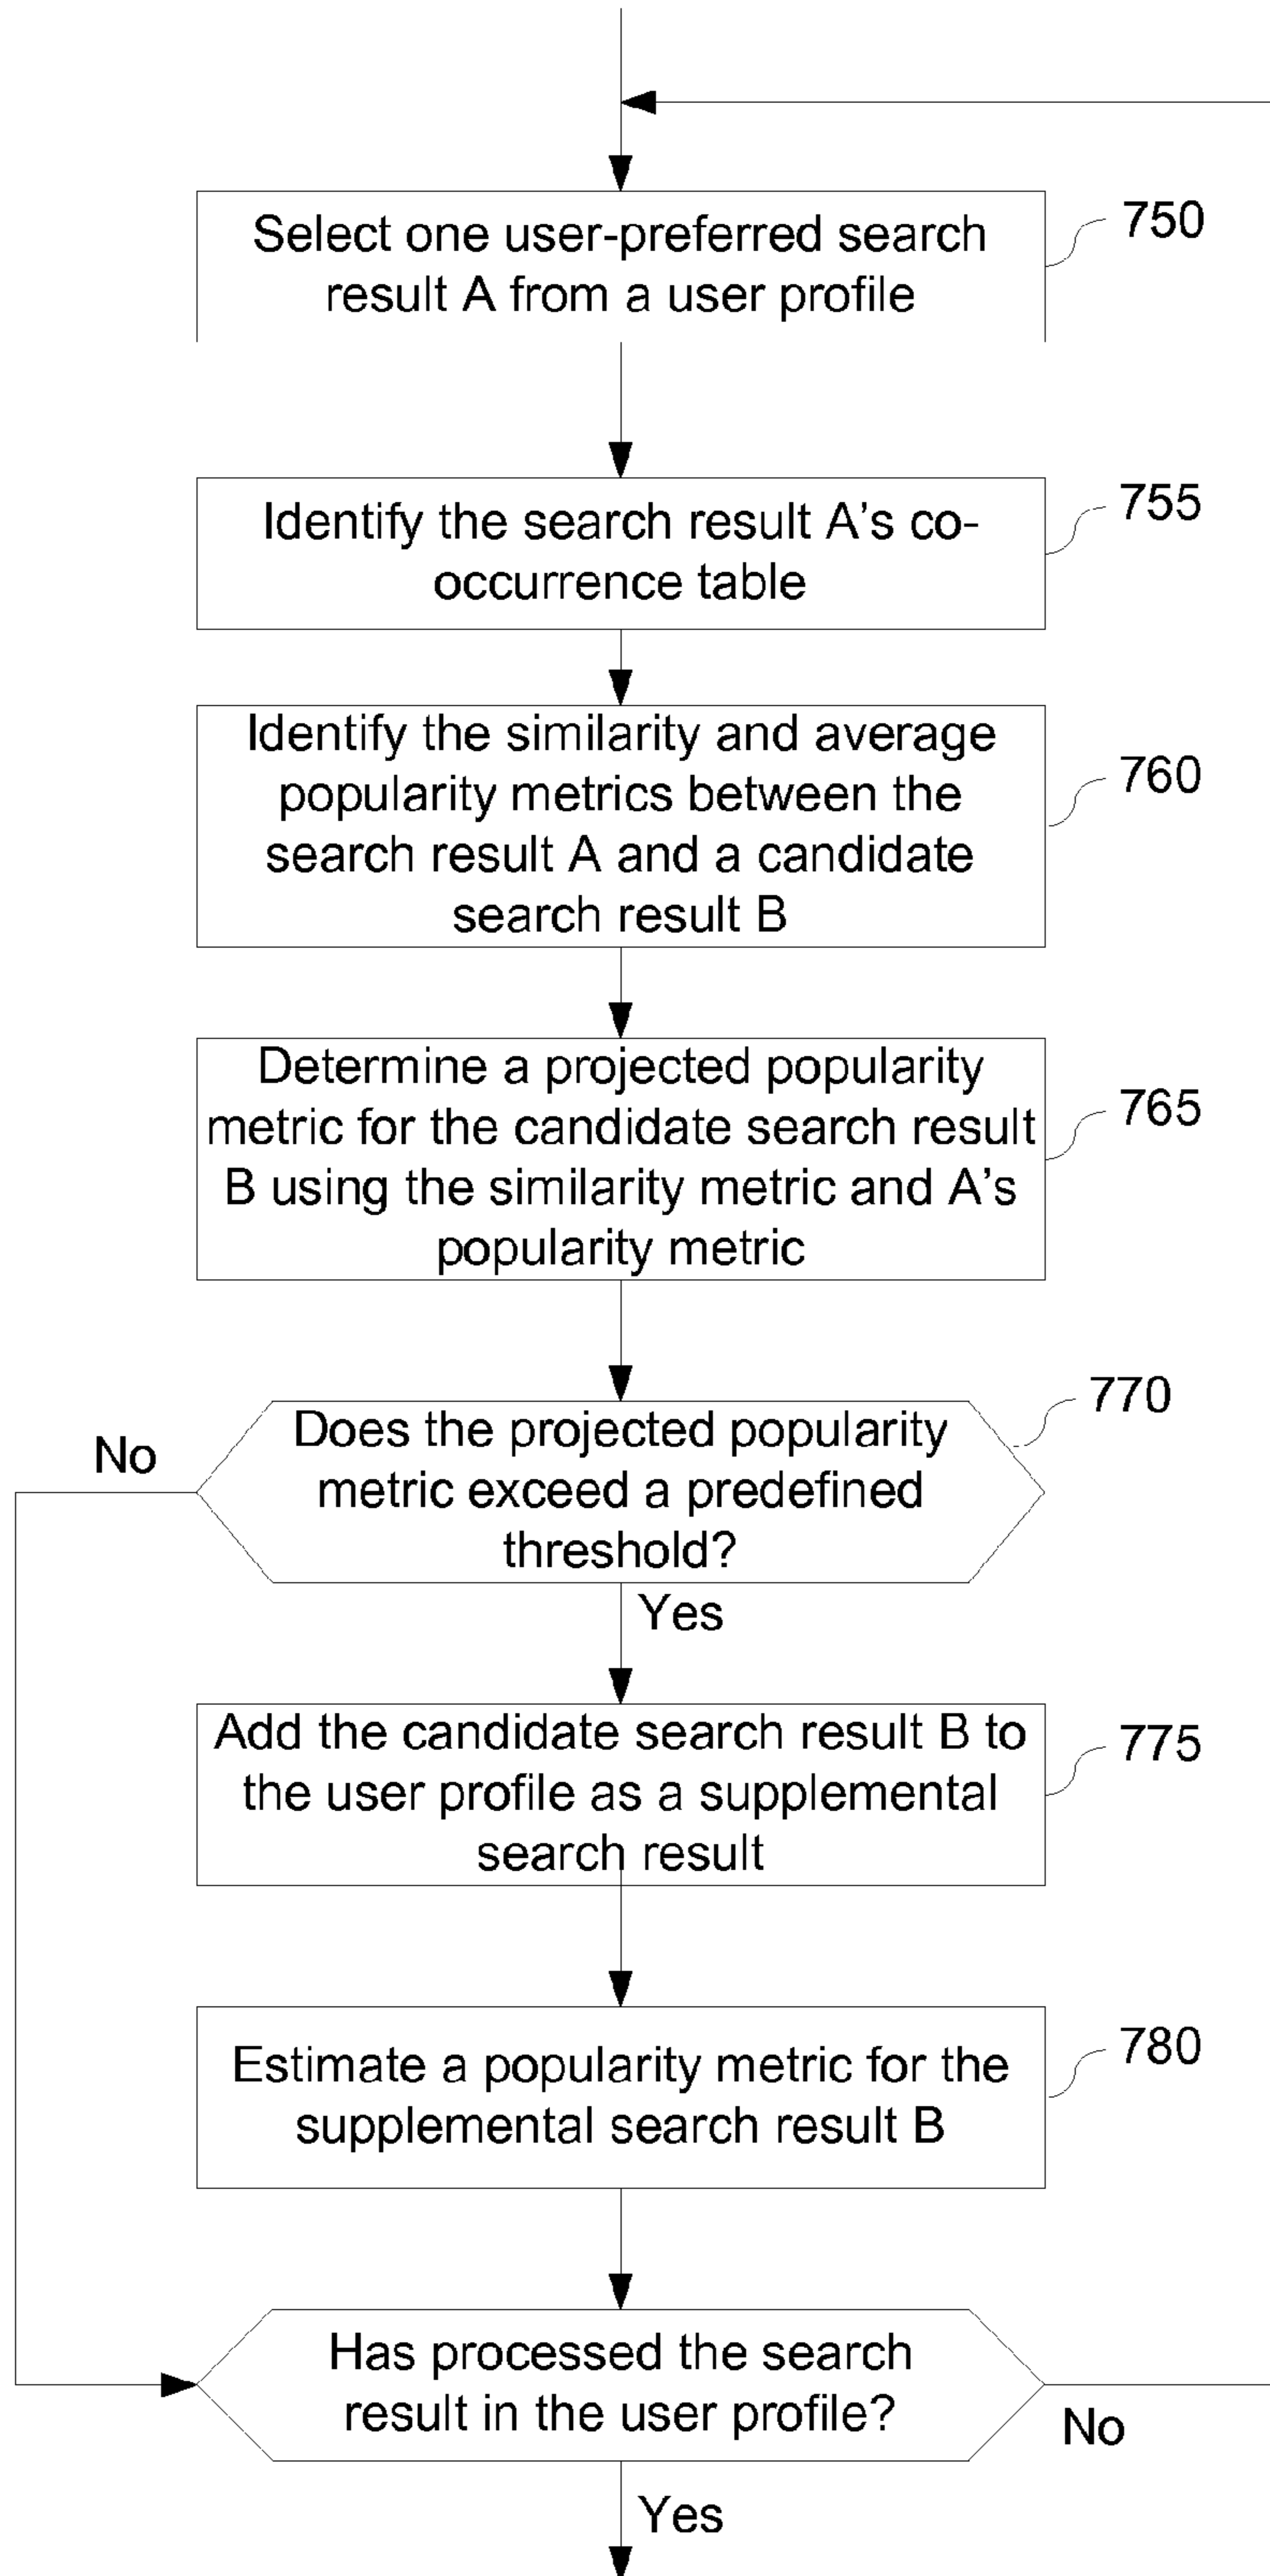 Select one user-preferred search
result A from a user profile
750
Identify the search result A's co-
occurrence table
755
Identify the similarity and average
popularity metrics between the
search result A and a candidate
search result B
760
Determine a projected popularity
metric for the candidate search result
B using the similarity metric and A's
popularity metric
765
Does the projected popularity
metric exceed a predefined
threshold?
770
No
Yes
Add the candidate search result B to
the user profile as a supplemental
search result
775
Estimate a popularity metric for the
supplemental search result B
780
Has processed the search
result in the user profile?
No
Yes